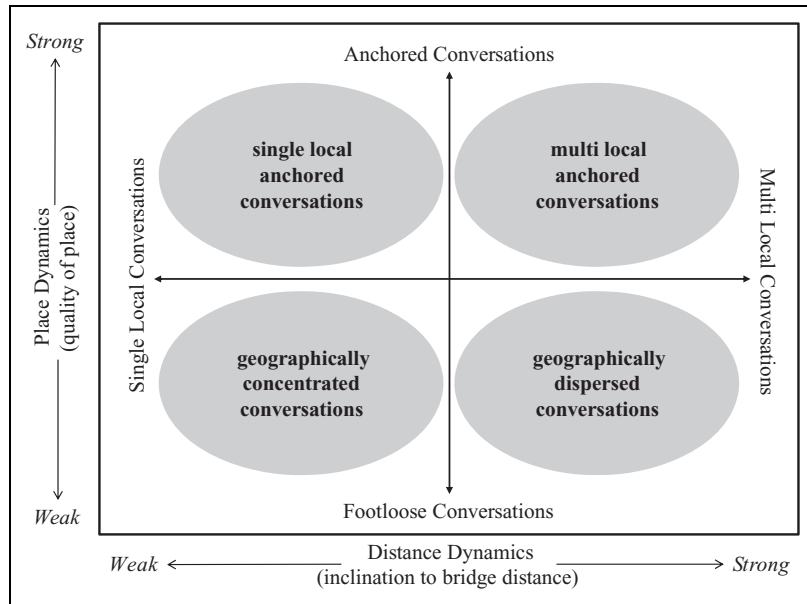 Strong
Anchored Conversations
single local
anchored
conversations
multi local
anchored
conversations
Place Dynamics
(quality of place)
Single Local Conversations
Multi Local Conversations
geographically
concentrated
conversations
geographically
dispersed
conversations
Footloose Conversations
Weak
Weak
Distance Dynamics
(inclination to bridge distance)
Strong